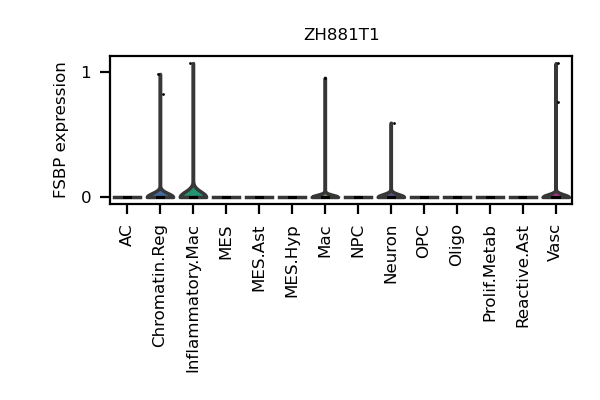 ZH881T1
FSBP expression
1
0
AC
Chromatin.Reg
Inflammatory.Mac
MES
MES.Ast
MES.Hyp
Mac
NPC
Neuron
OPC
Oligo
Prolif.Metab
Reactive.Ast
Vasc